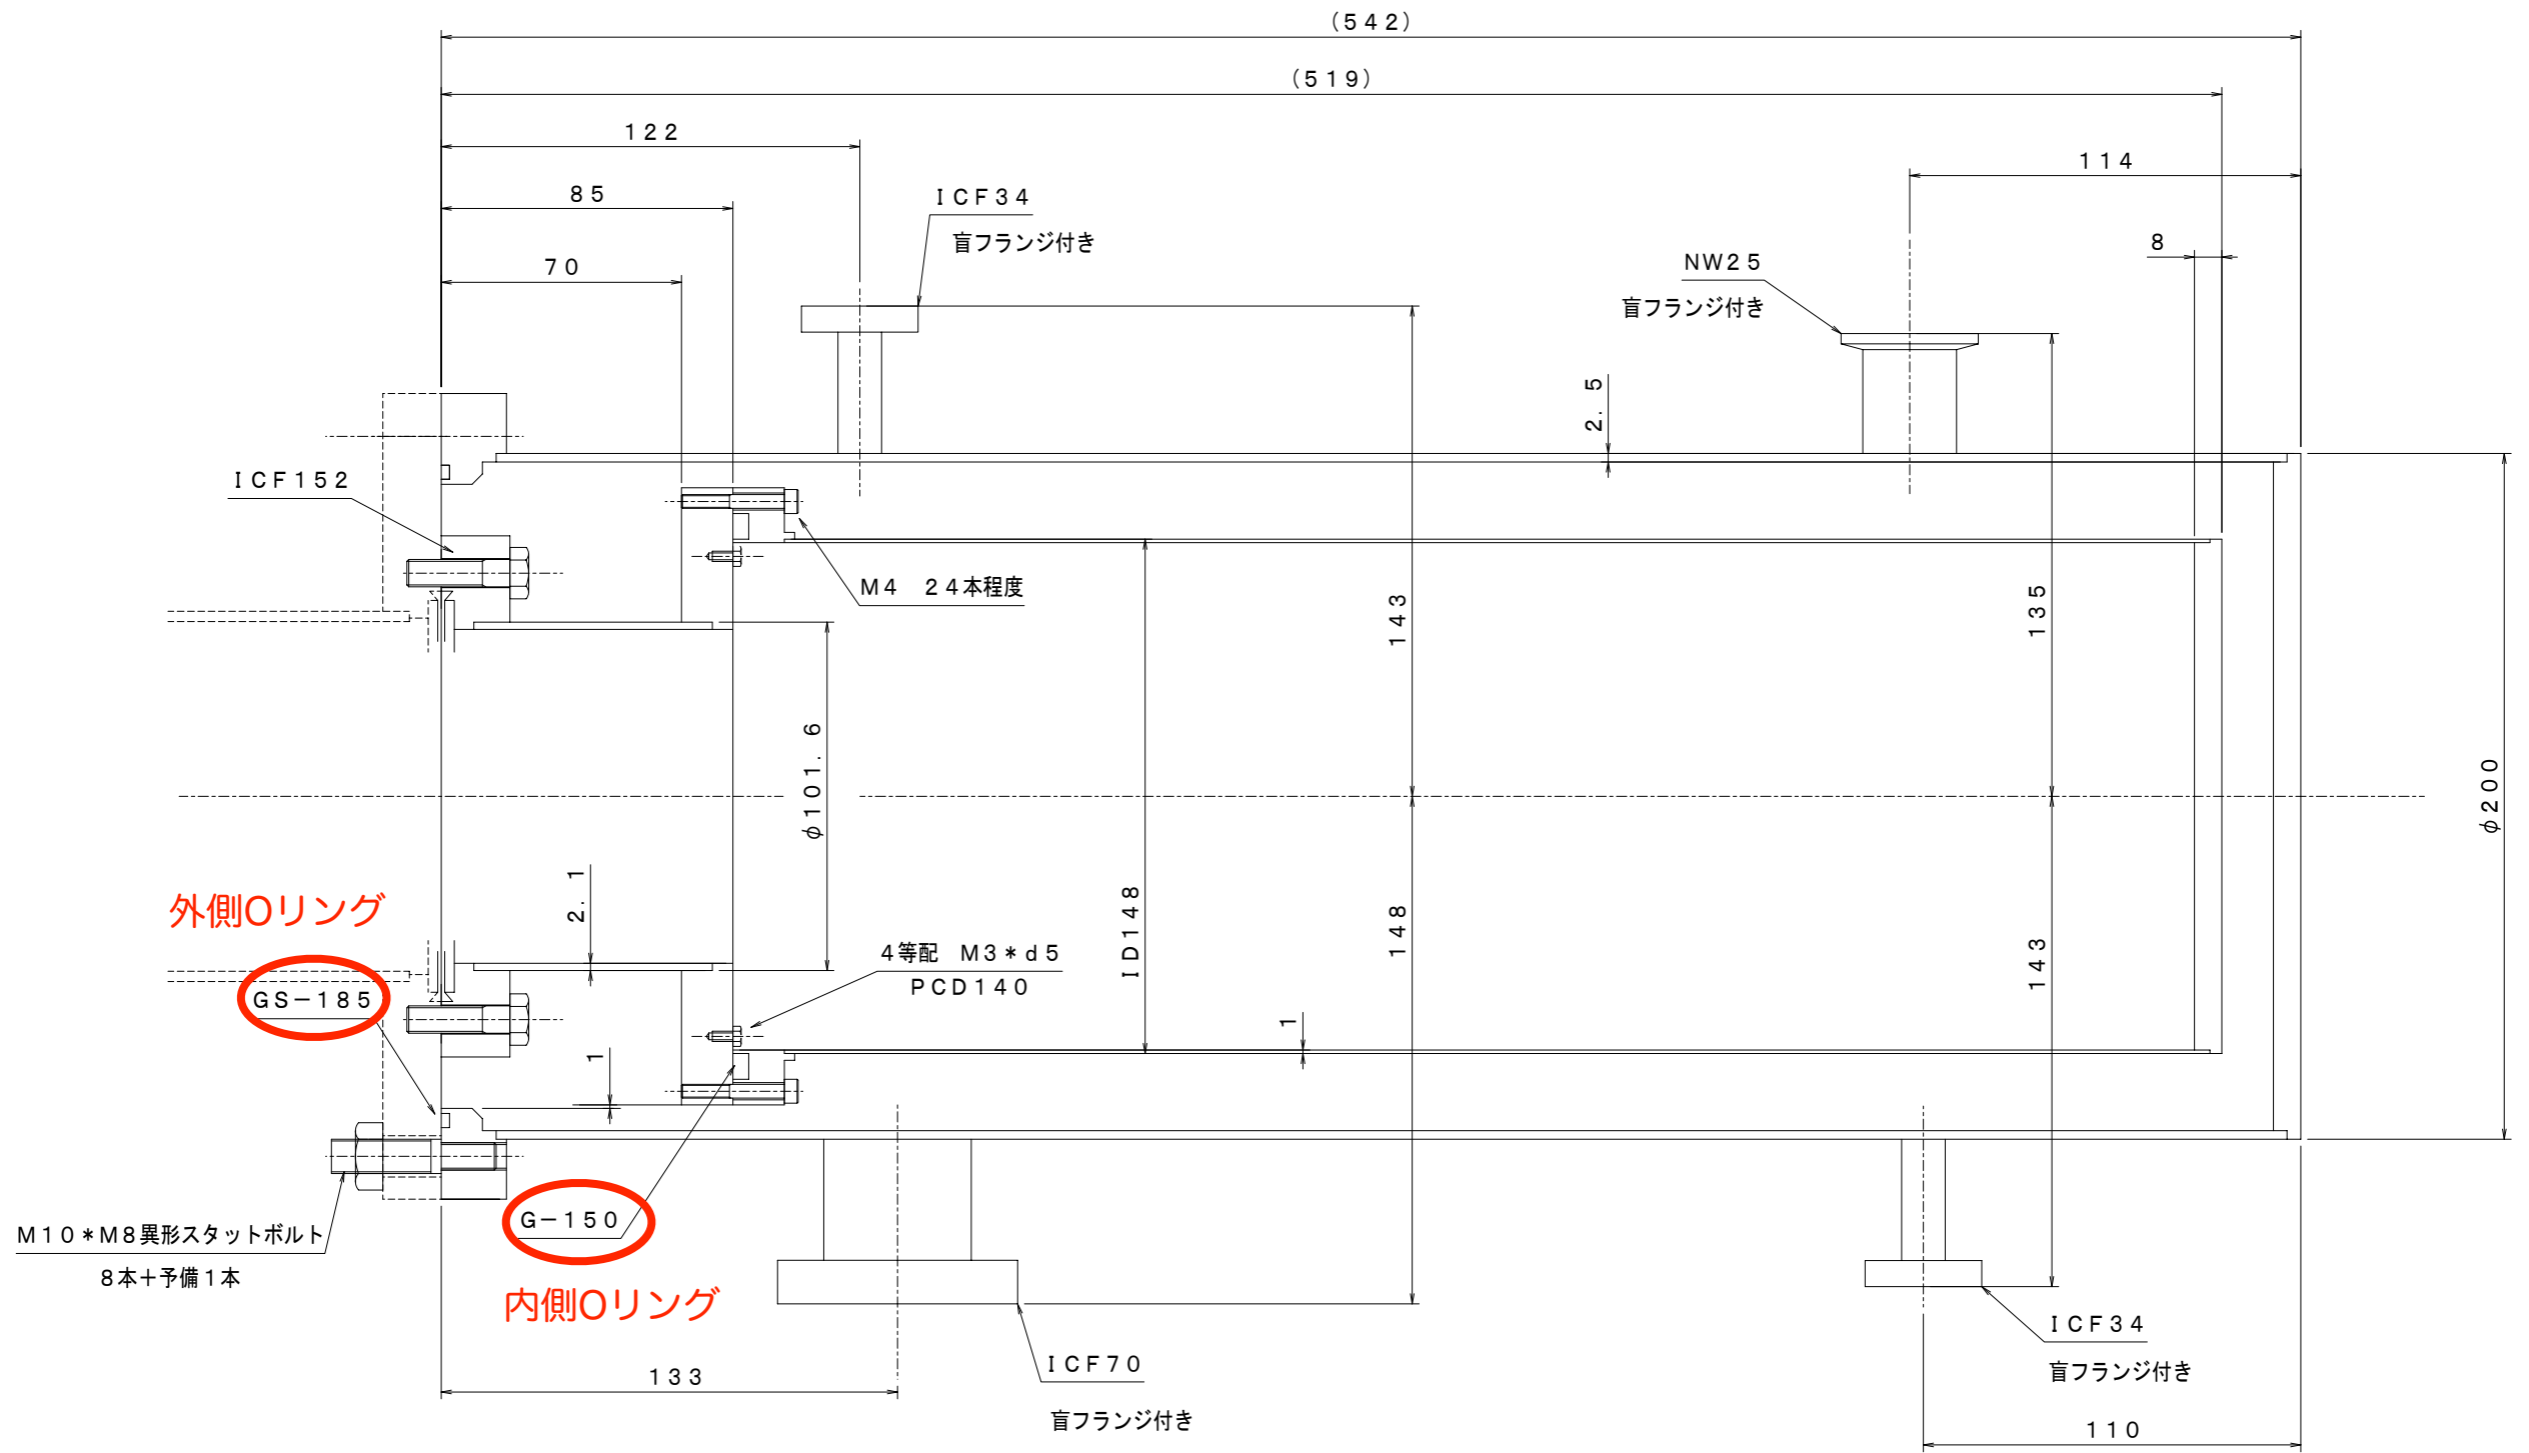 (542)
(519)
122
114
85
ICF34
盲フランジ付き
8
70
NW25
盲フランジ付き
2.5
ICF152
M4 24本程度
143
135
φ101.6
φ200
外側Oリング
2.1
ID148
148
4等配 M3*d5
PCD140
143
GS-185
1
1
G-150
M10*M8異形スタットボルト
8本+予備1本
内側Oリング
ICF34
盲フランジ付き
ICF70
盲フランジ付き
133
110